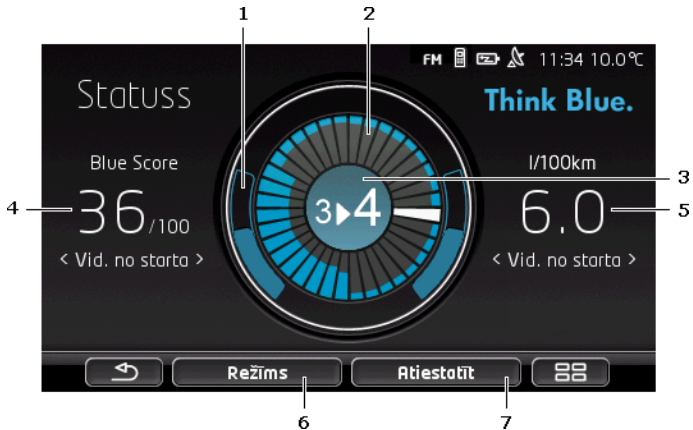 1
2
FM 11:34 10.0°C
Statuss
Think Blue.
Blue Score
l/100km
3
3▸4
4
36/100
6.0
5
< Vid. no starta >
< Vid. no starta >
Režīms
Atiestatīt
6
7